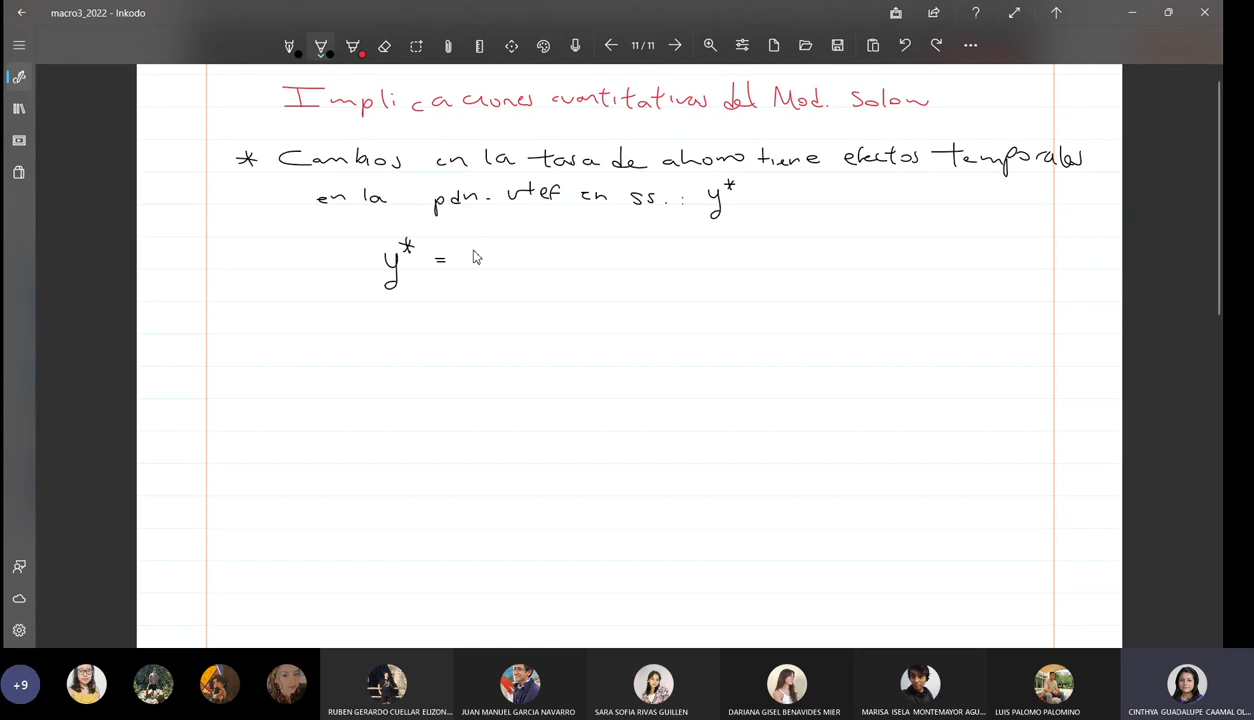 macro3_2022 - Inkodo
11/11
Implicaciones cuantitativas del Mod. Solow
* Cambios en la tasa de ahorro tiene efectos temporales
en la pdn. en ss. : y*
y* =
+9
RUBEN GERARDO CUELLAR ELIZON...
JUAN MANUEL GARCIA NAVARRO
SARA SOFIA RIVAS GUILLEN
DARIANA GISEL BENAVIDES MIER
MARISA ISELA MONTEMAYOR AGU...
LUIS PALOMO PALOMINO
CINTHYA GUADALUPE CAAMAL OL...